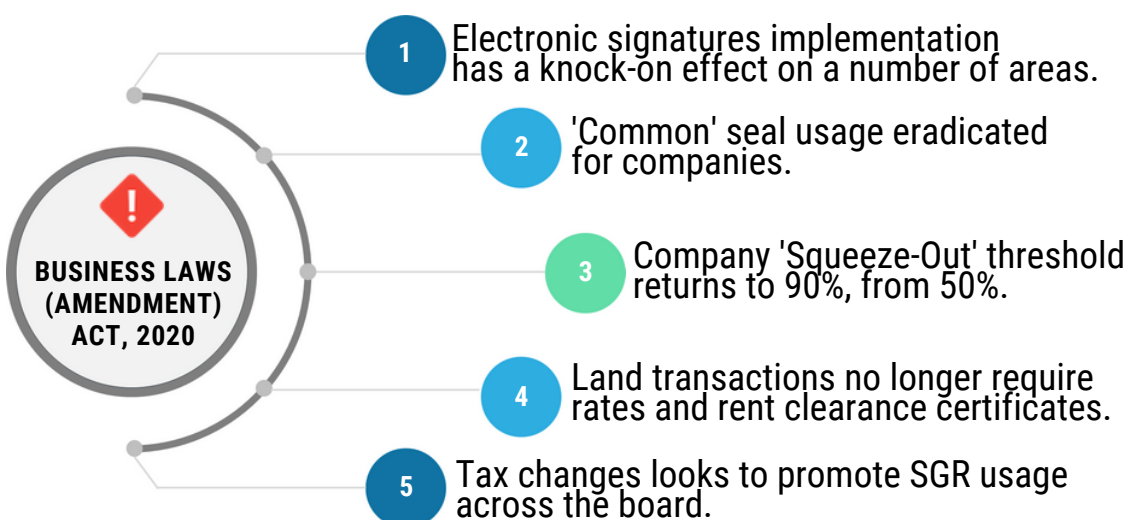 BUSINESS LAWS
(AMENDMENT)
ACT, 2020
1
Electronic signatures implementation
has a knock-on effect on a number of areas.
2
'Common' seal usage eradicated
for companies.
3
Company 'Squeeze-Out' threshold
returns to 90%, from 50%.
4
Land transactions no longer require
rates and rent clearance certificates.
5
Tax changes looks to promote SGR usage
across the board.